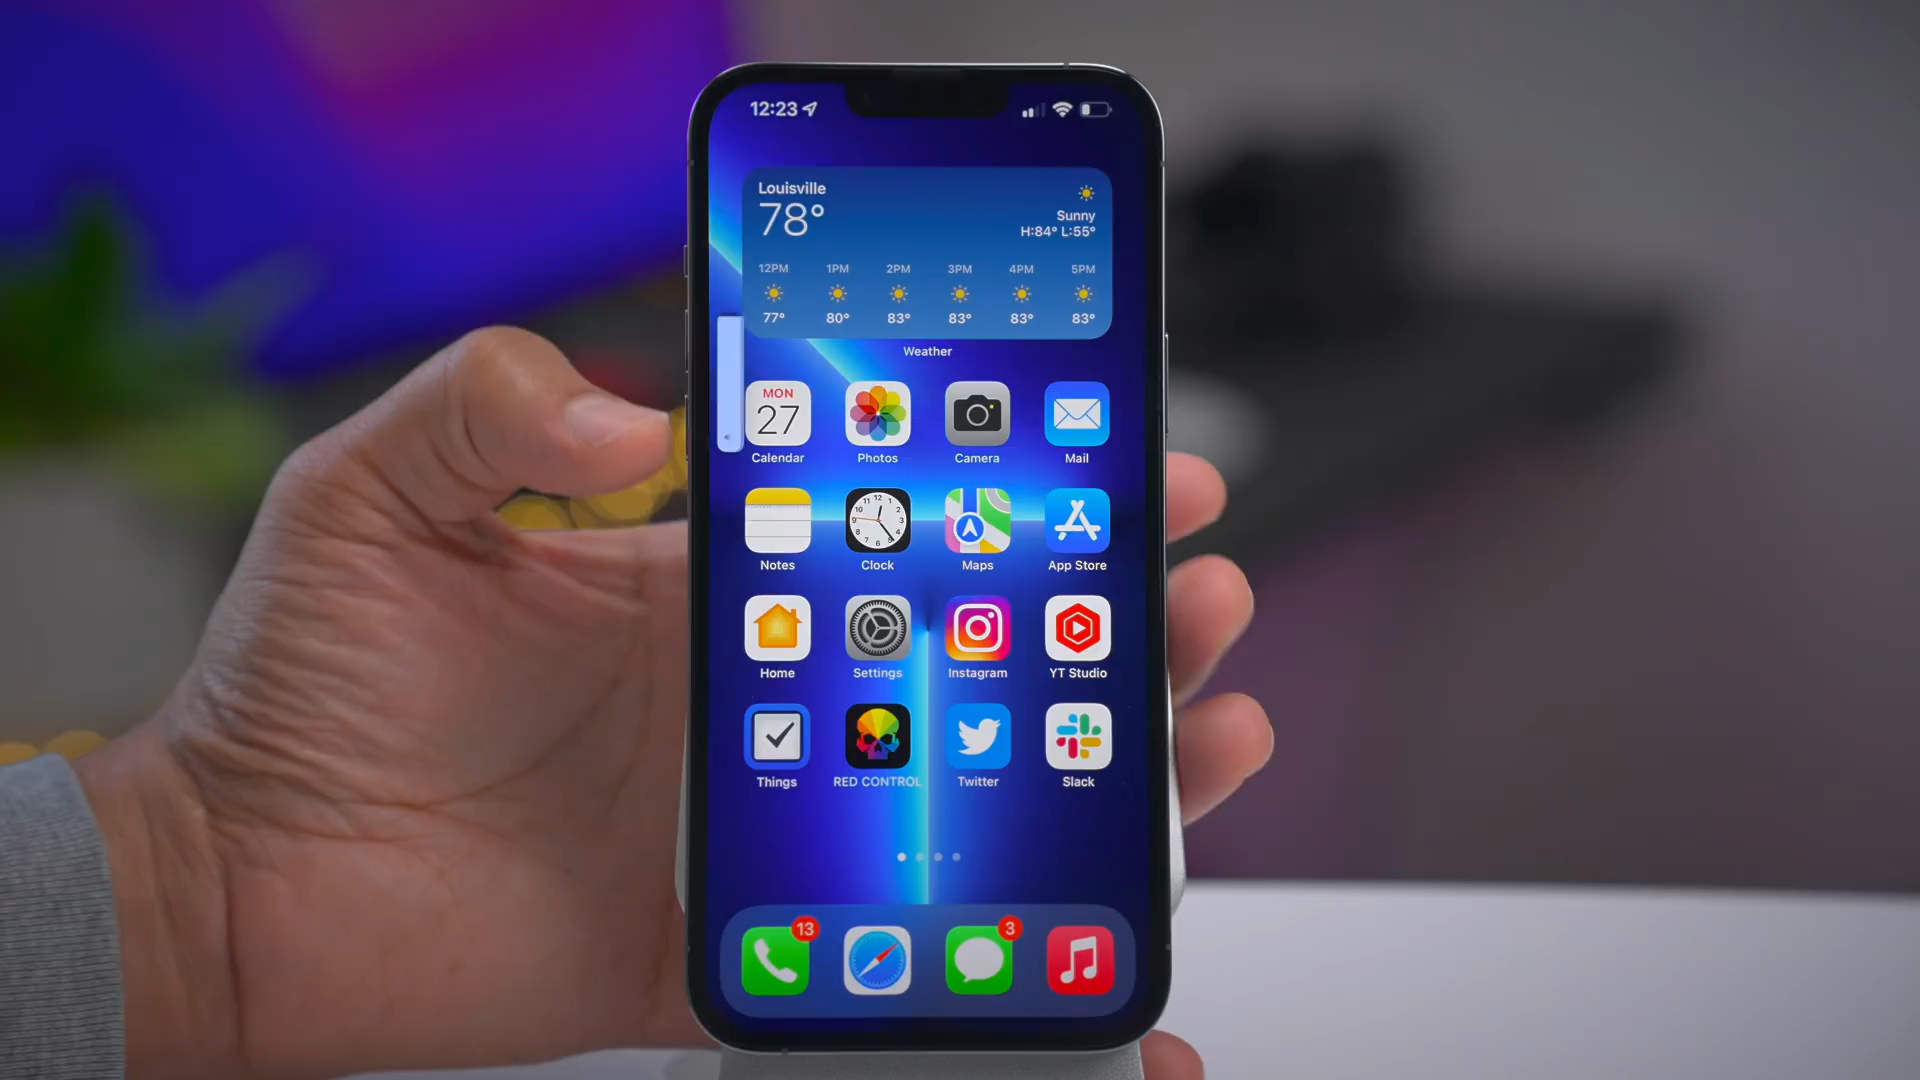 12:23
Louisville
78°
Sunny
H:84° L:55°
12PM 1PM 2PM 3PM 4PM 5PM
77° 80° 83° 83° 83° 83°
Weather
MON
27
Calendar Photos Camera Mail
Notes Clock Maps App Store
Home Settings Instagram YT Studio
Things RED CONTROL Twitter Slack
13 3